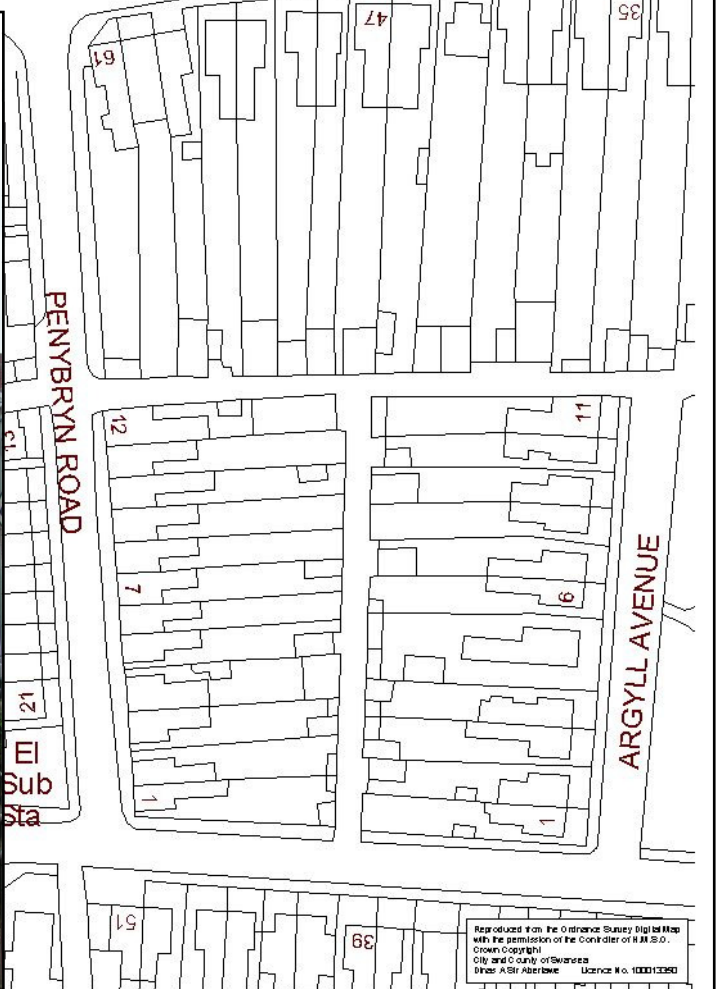 61
47
35
PENYBRYN ROAD
12
11
7
6
ARGYLL AVENUE
21
El
Sub
Sta
1
1
51
39
Reproduced from the Ordnance Survey Digital Map
with the permission of the Controller of H.M.S.O.
Crown Copyright
City and County of Swansea
Dinas A Sir Abertawe Licence No. 100013390